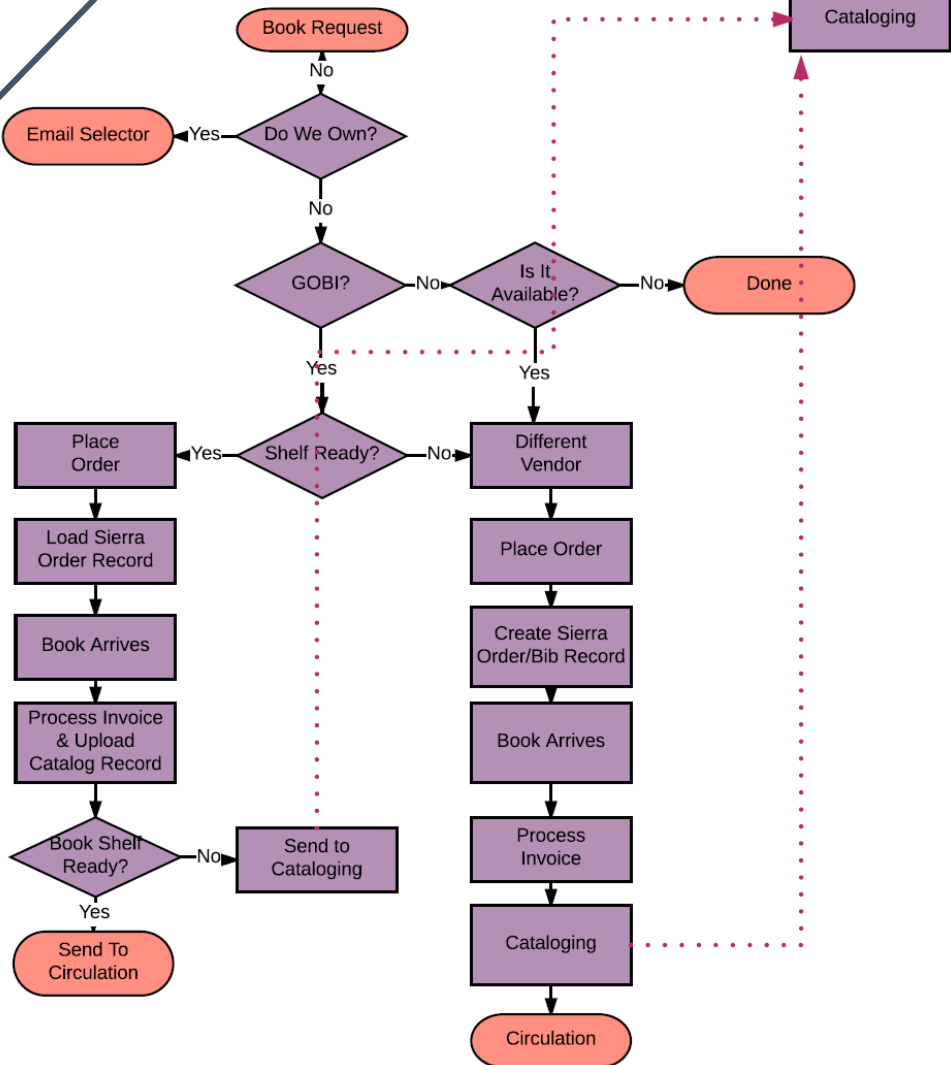 Book Request
Cataloging
No
Email Selector
Yes
Do We Own?
No
GOBI?
No
Is It
Available?
No
Done
Yes
Yes
Place
Order
Yes
Shelf Ready?
No
Different
Vendor
Load Sierra
Order Record
Place Order
Book Arrives
Create Sierra
Order/Bib Record
Process Invoice
& Upload
Catalog Record
Book Arrives
Book Shelf
Ready?
No
Send to
Cataloging
Process
Invoice
Yes
Send To
Circulation
Cataloging
Circulation